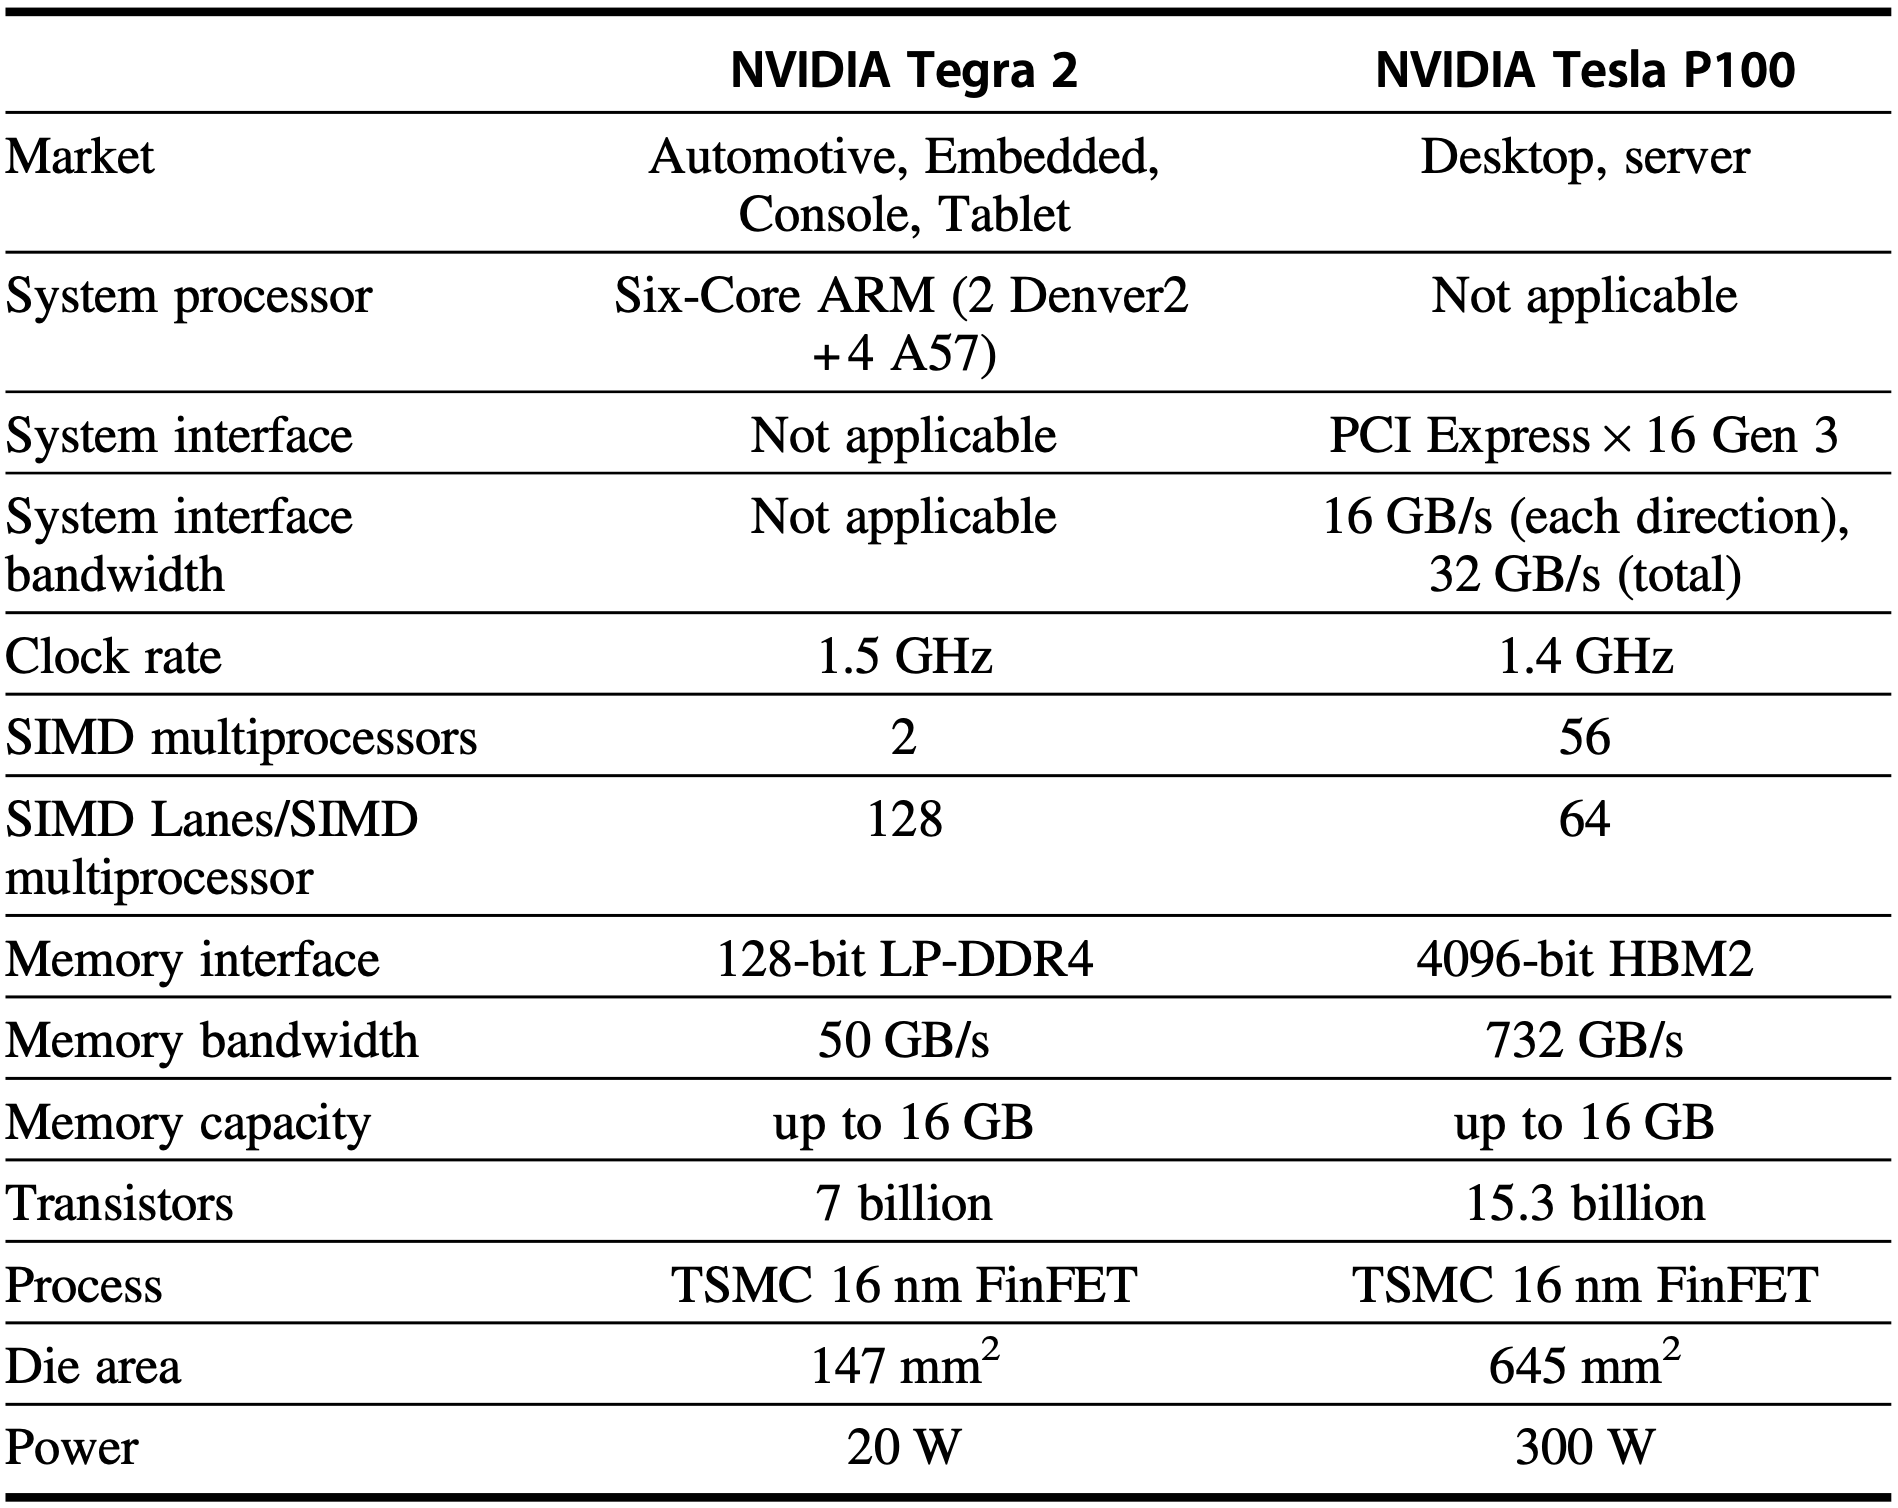 NVIDIA Tegra 2 NVIDIA Tesla P100
Market Automotive, Embedded, Desktop, server
Console, Tablet
System processor Six-Core ARM (2 Denver2 Not applicable
+4 A57)
System interface Not applicable PCI Express × 16 Gen 3
System interface Not applicable 16 GB/s (each direction),
bandwidth 32 GB/s (total)
Clock rate 1.5 GHz 1.4 GHz
SIMD multiprocessors 2 56
SIMD Lanes/SIMD 128 64
multiprocessor
Memory interface 128-bit LP-DDR4 4096-bit HBM2
Memory bandwidth 50 GB/s 732 GB/s
Memory capacity up to 16 GB up to 16 GB
Transistors 7 billion 15.3 billion
Process TSMC 16 nm FinFET TSMC 16 nm FinFET
Die area 147 mm² 645 mm²
Power 20 W 300 W